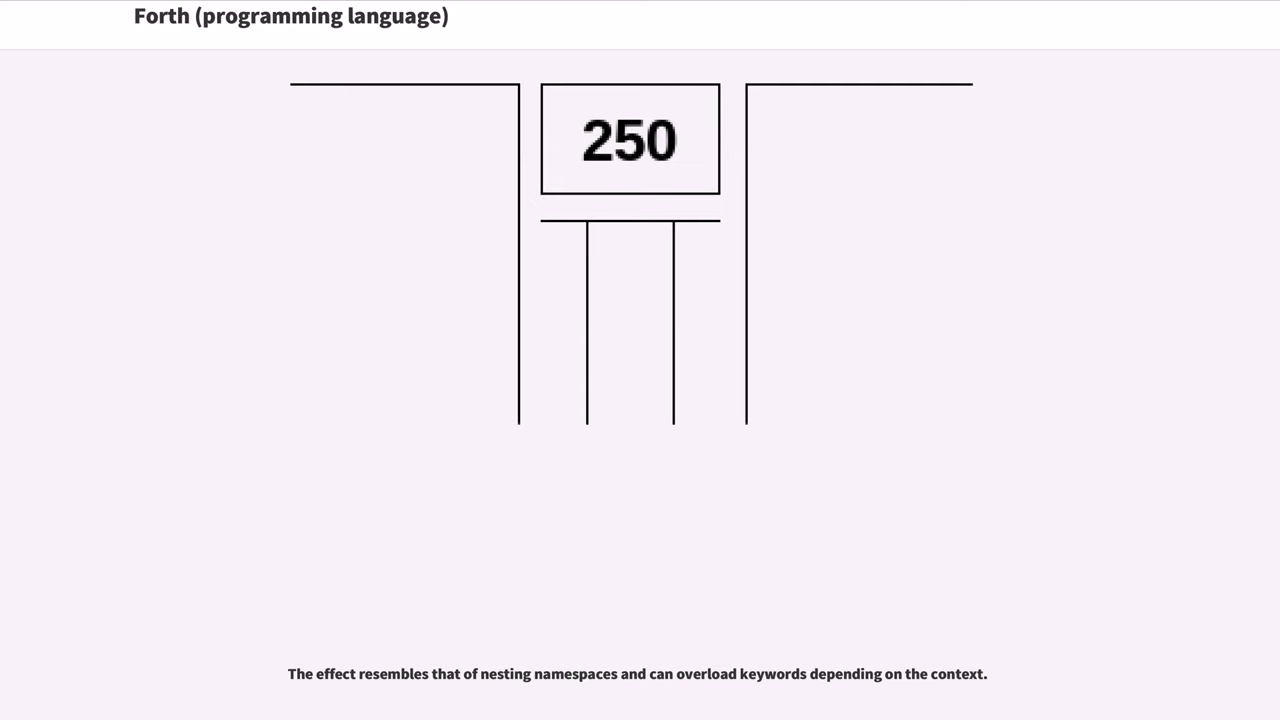 Forth (programming language)
250
The effect resembles that of nesting namespaces and can overload keywords depending on the context.